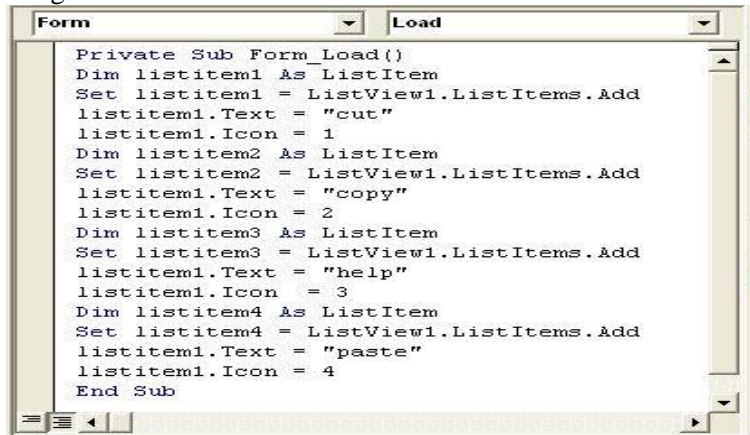 Form
Load
Private Sub Form_Load()
Dim listitem1 As ListItem
Set listitem1 = ListView1.ListItems.Add
listitem1.Text = "cut"
listitem1.Icon = 1
Dim listitem2 As ListItem
Set listitem2 = ListView1.ListItems.Add
listitem1.Text = "copy"
listitem1.Icon = 2
Dim listitem3 As ListItem
Set listitem3 = ListView1.ListItems.Add
listitem1.Text = "help"
listitem1.Icon  = 3
Dim listitem4 As ListItem
Set listitem4 = ListView1.ListItems.Add
listitem1.Text = "paste"
listitem1.Icon = 4
End Sub